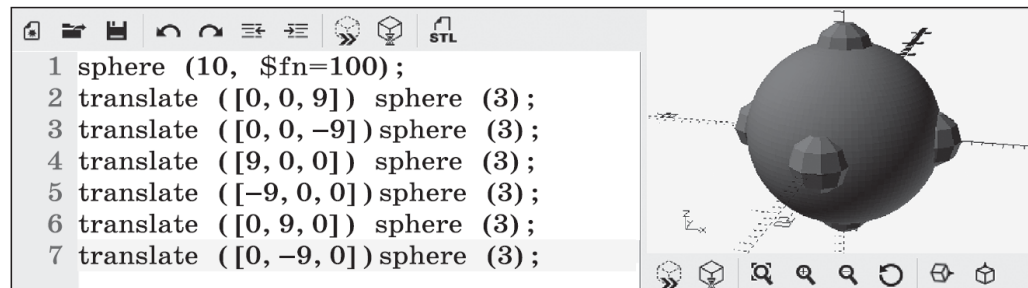 STL
1 sphere (10, $fn=100);
2 translate ([0, 0, 9]) sphere (3);
3 translate ([0, 0, −9]) sphere (3);
4 translate ([9, 0, 0]) sphere (3);
5 translate ([−9, 0, 0]) sphere (3);
6 translate ([0, 9, 0]) sphere (3);
7 translate ([0, −9, 0]) sphere (3);
z
x